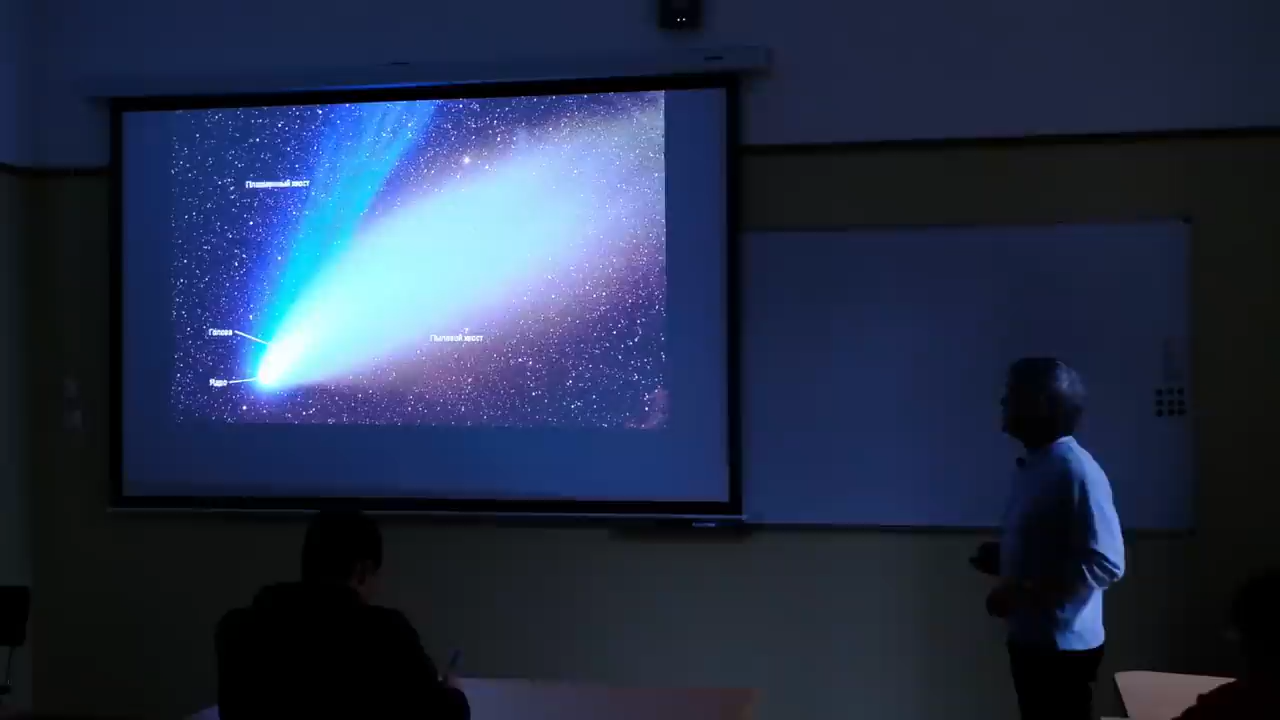 Плазменный хвост
Голова
Пылевой хвост
Ядро